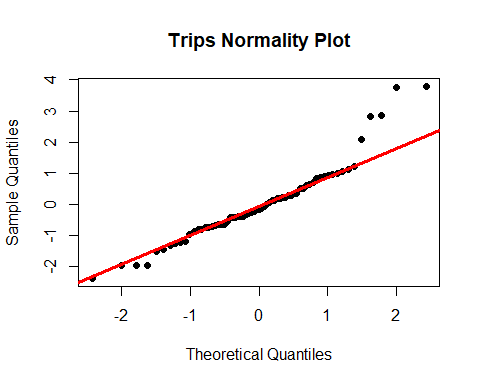 Trips Normality Plot
Sample Quantiles
4
3
2
1
0
-1
-2
-2 -1 0 1 2
Theoretical Quantiles